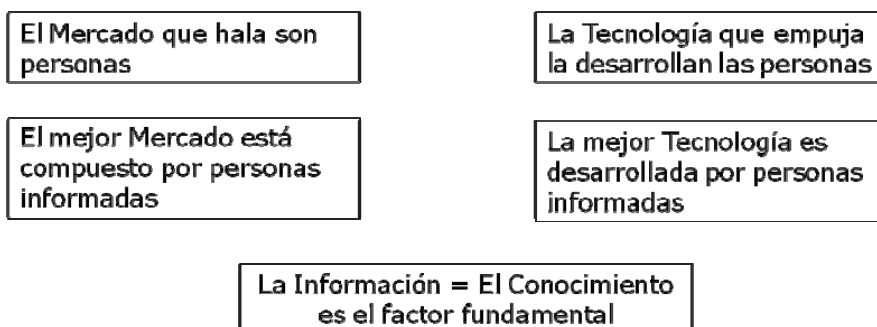 El Mercado que hala son
personas
La Tecnología que empuja
la desarrollan las personas
El mejor Mercado está
compuesto por personas
informadas
La mejor Tecnología es
desarrollada por personas
informadas
La Información = El Conocimiento
es el factor fundamental